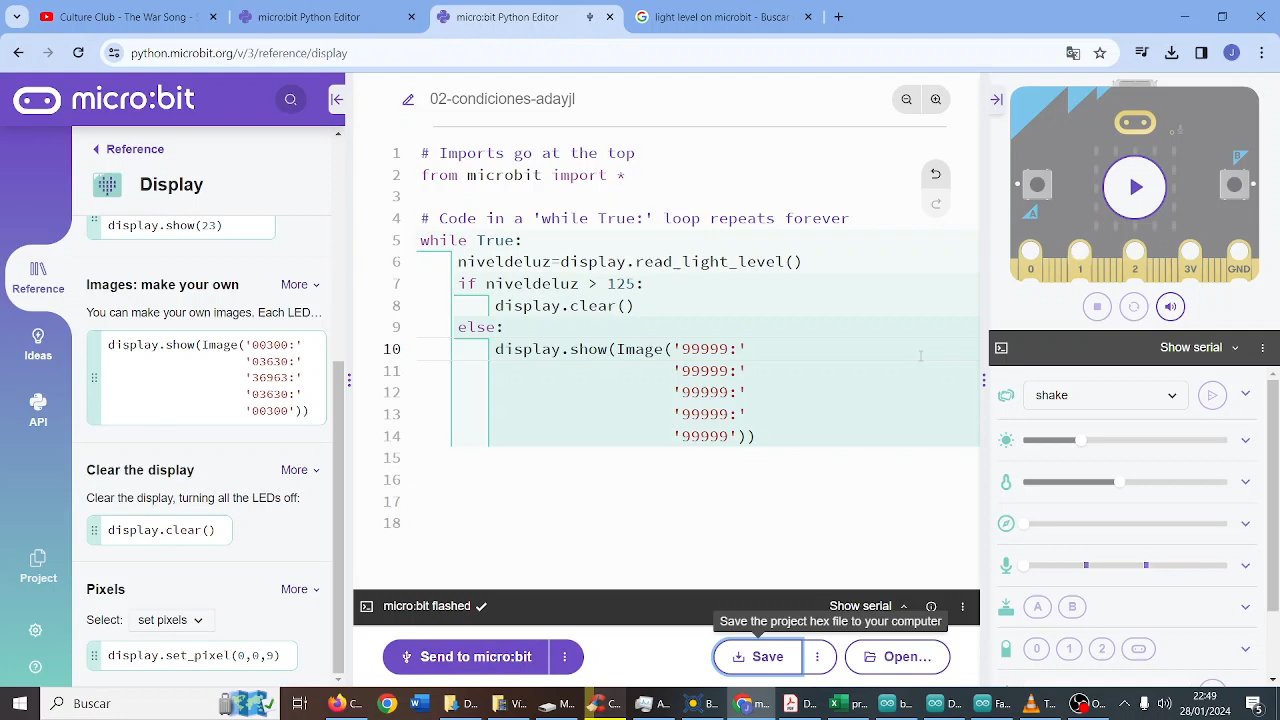 Culture Club - The War Song - S
microbit Python Editor
microbit Python Editor
light level on microbit - Buscar
python.microbit.org/v/3/reference/display
J
micro:bit
Reference
Display
Reference
Ideas
API
Project
display.show(23)
Images: make your own
More
You can make your own images. Each LED…
display.show(Image('00300:'
'03630:'
'36963:'
'03630:'
'00300'))
Clear the display
More
Clear the display, turning all the LEDs off:
display.clear()
Pixels
More
Select: set pixels
display.set_pixel(0,0,9)
02-condiciones-adayjl
1 # Imports go at the top
2 from microbit import *
3
4 # Code in a 'while True:' loop repeats forever
5 while True:
6 niveldeluz=display.read_light_level()
7 if niveldeluz > 125:
8 display.clear()
9 else:
10 display.show(Image('99999:'
11 '99999:'
12 '99999:'
13 '99999:'
14 '99999'))
15
16
17
18
micro:bit flashed
Show serial
Save the project hex file to your computer
Send to micro:bit
Save
Open...
A
B
0 1 2 3V GND
Show serial
shake
A B
0 1 2
Buscar
F…
W D… N… C… A… B… m… D… E… D… D… F… C…
22:49
28/01/2024